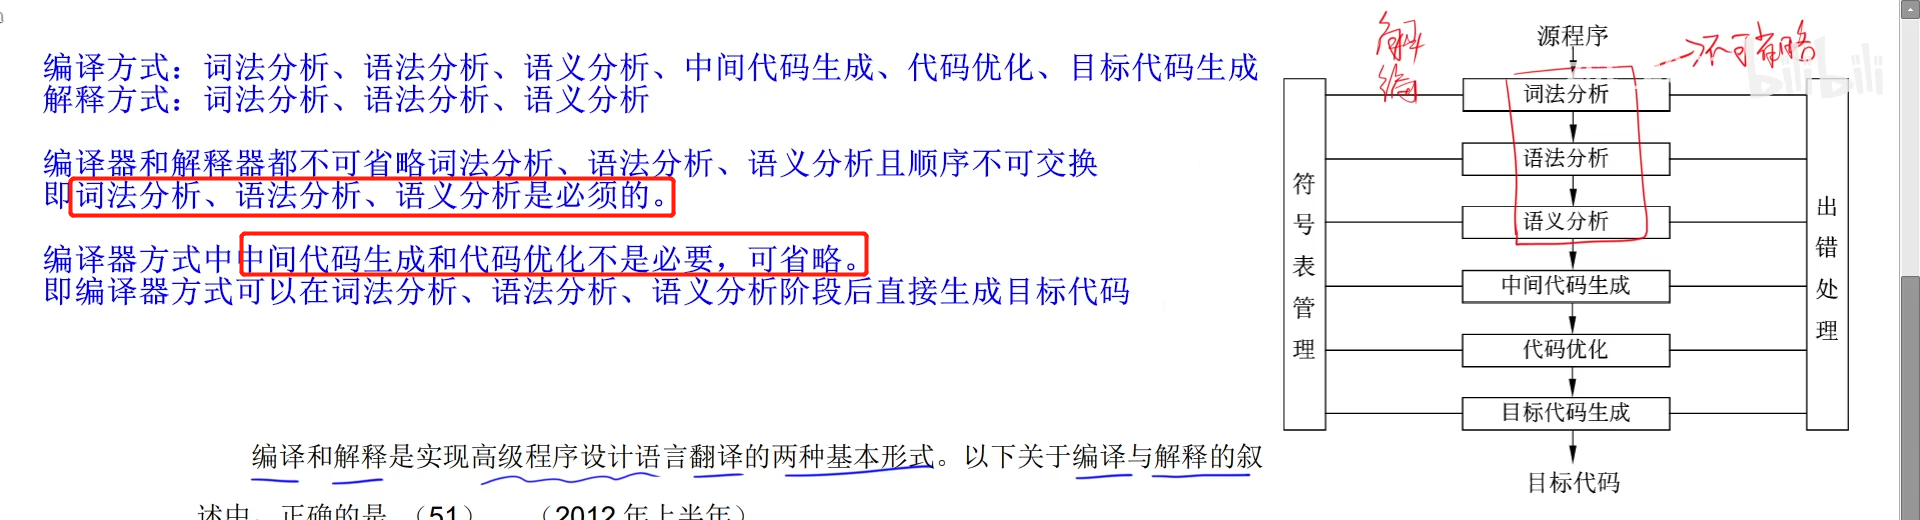 编译方式：词法分析、语法分析、语义分析、中间代码生成、代码优化、目标代码生成
解释方式：词法分析、语法分析、语义分析
编译器和解释器都不可省略词法分析、语法分析、语义分析且顺序不可交换
即词法分析、语法分析、语义分析是必须的。
编译器方式中中间代码生成和代码优化不是必要，可省略。
即编译器方式可以在词法分析、语法分析、语义分析阶段后直接生成目标代码
编译和解释是实现高级程序设计语言翻译的两种基本形式。以下关于编译与解释的叙
述中，正确的是（51）。（2012年上半年）
解
编
不可省略
bilibili
源程序
词法分析
语法分析
语义分析
中间代码生成
代码优化
目标代码生成
目标代码
符号表管理
出错处理